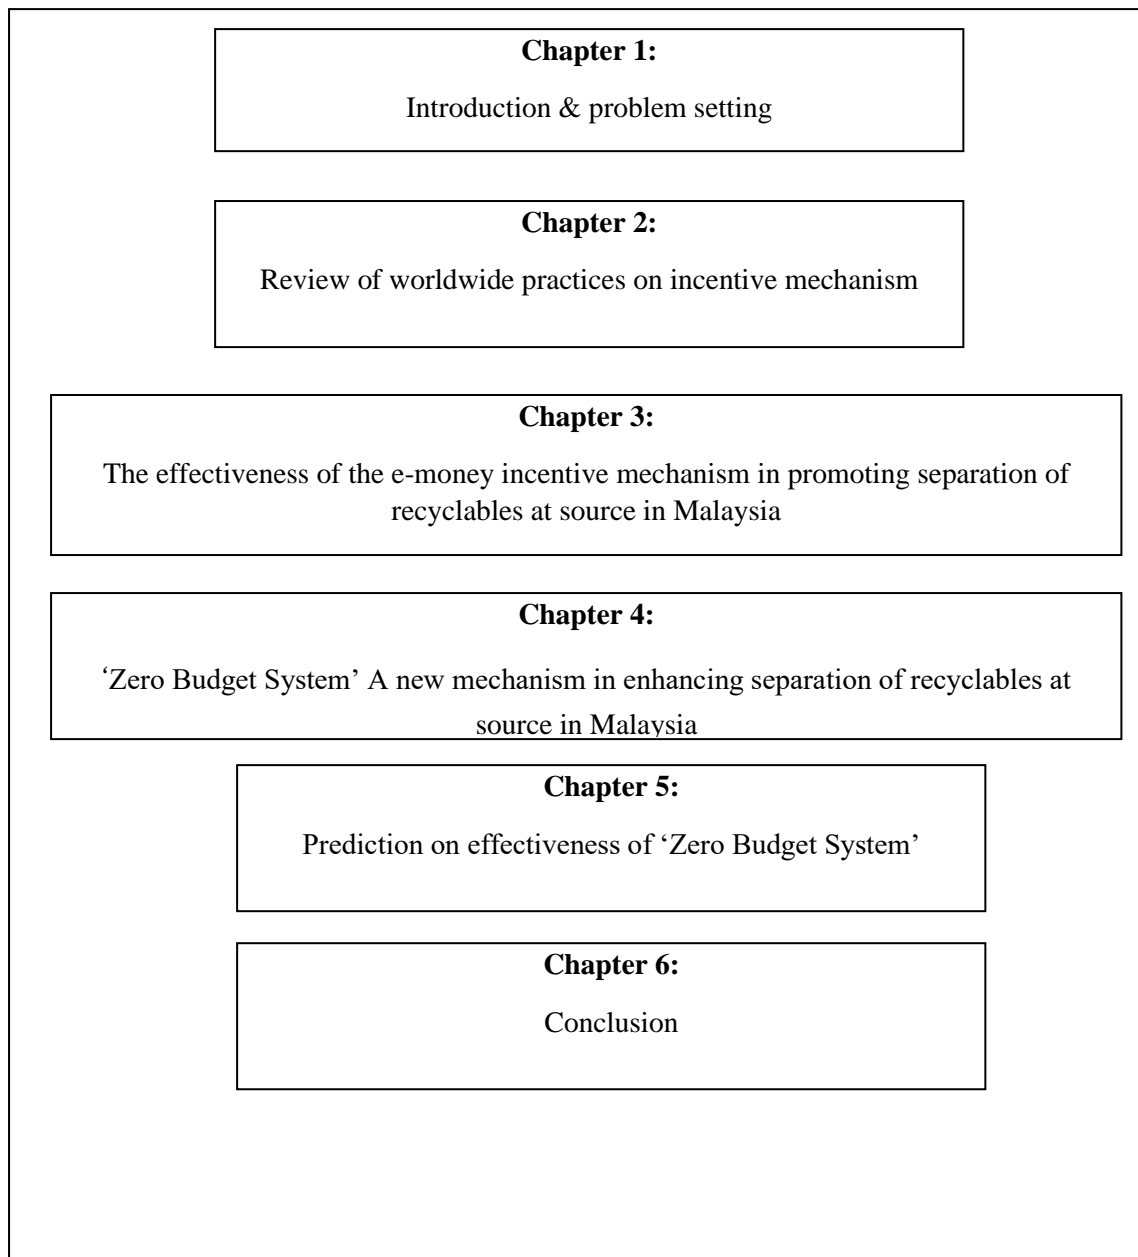 Chapter 1:
Introduction & problem setting
Chapter 2:
Review of worldwide practices on incentive mechanism
Chapter 3:
The effectiveness of the e-money incentive mechanism in promoting separation of
recyclables at source in Malaysia
Chapter 4:
‘Zero Budget System’ A new mechanism in enhancing separation of recyclables at
source in Malaysia
Chapter 5:
Prediction on effectiveness of ‘Zero Budget System’
Chapter 6:
Conclusion